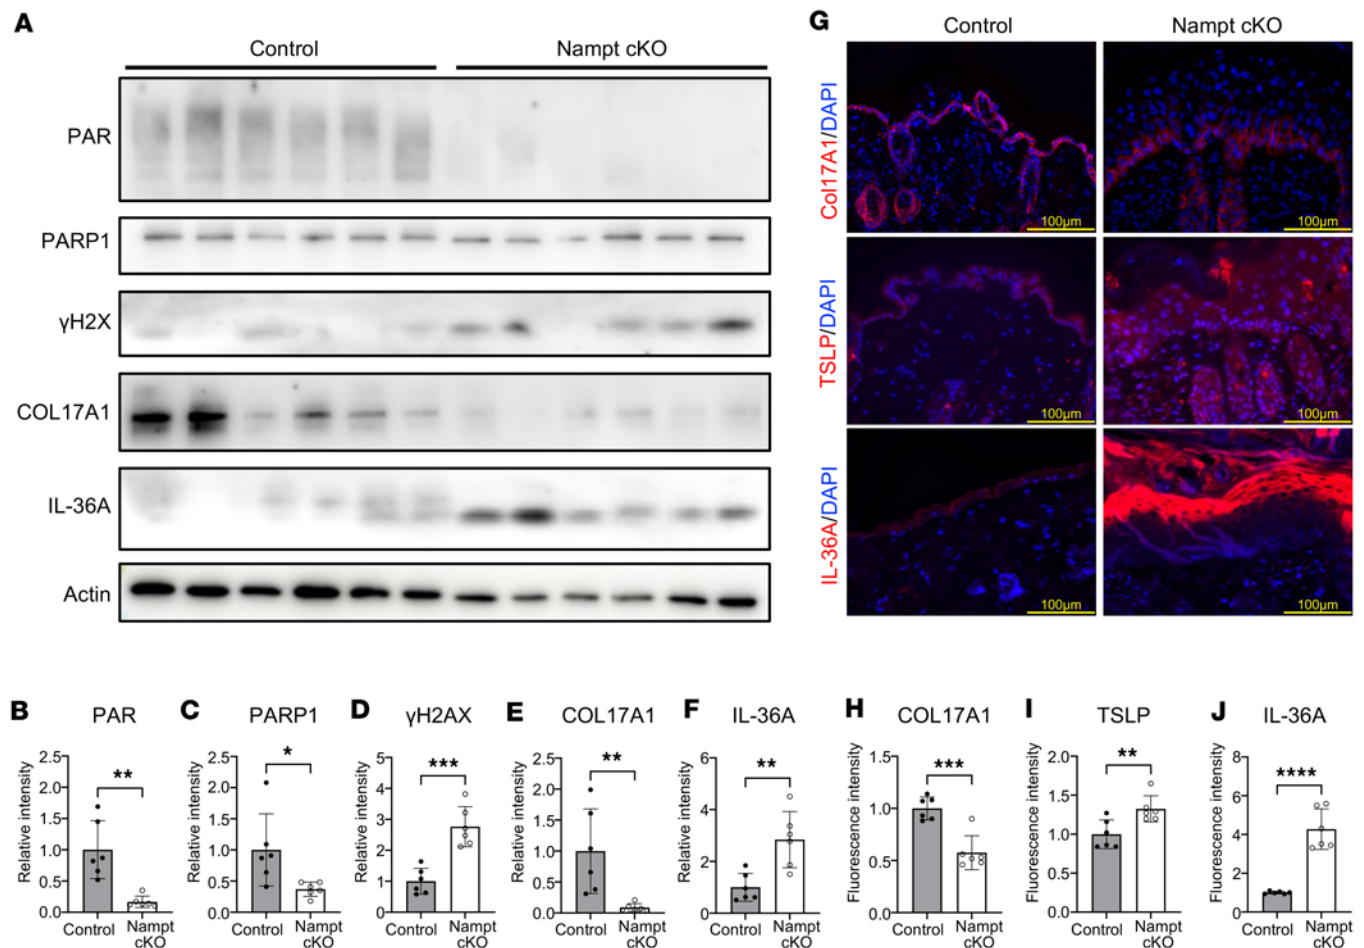 A
Control
Nampt cKO
PAR
PARP1
γH2X
COL17A1
IL-36A
Actin
G
Control
Nampt cKO
Col17A1/DAPI
100µm
100µm
TSLP/DAPI
100µm
100µm
IL-36A/DAPI
100µm
100µm
B
PAR
Relative intensity
2.5
2.0
1.5
1.0
0.5
0.0
**
Control
Nampt
cKO
C
PARP1
Relative intensity
2.5
2.0
1.5
1.0
0.5
0.0
*
Control
Nampt
cKO
D
γH2AX
Relative intensity
5
4
3
2
1
0
***
Control
Nampt
cKO
E
COL17A1
Relative intensity
2.5
2.0
1.5
1.0
0.5
0.0
**
Control
Nampt
cKO
F
IL-36A
Relative intensity
6
4
2
0
**
Control
Nampt
cKO
H
COL17A1
Fluorescence intensity
1.5
1.0
0.5
0.0
***
Control
Nampt
cKO
I
TSLP
Fluorescence intensity
2.0
1.5
1.0
0.5
0.0
**
Control
Nampt
cKO
J
IL-36A
Fluorescence intensity
8
6
4
2
0
****
Control
Nampt
cKO